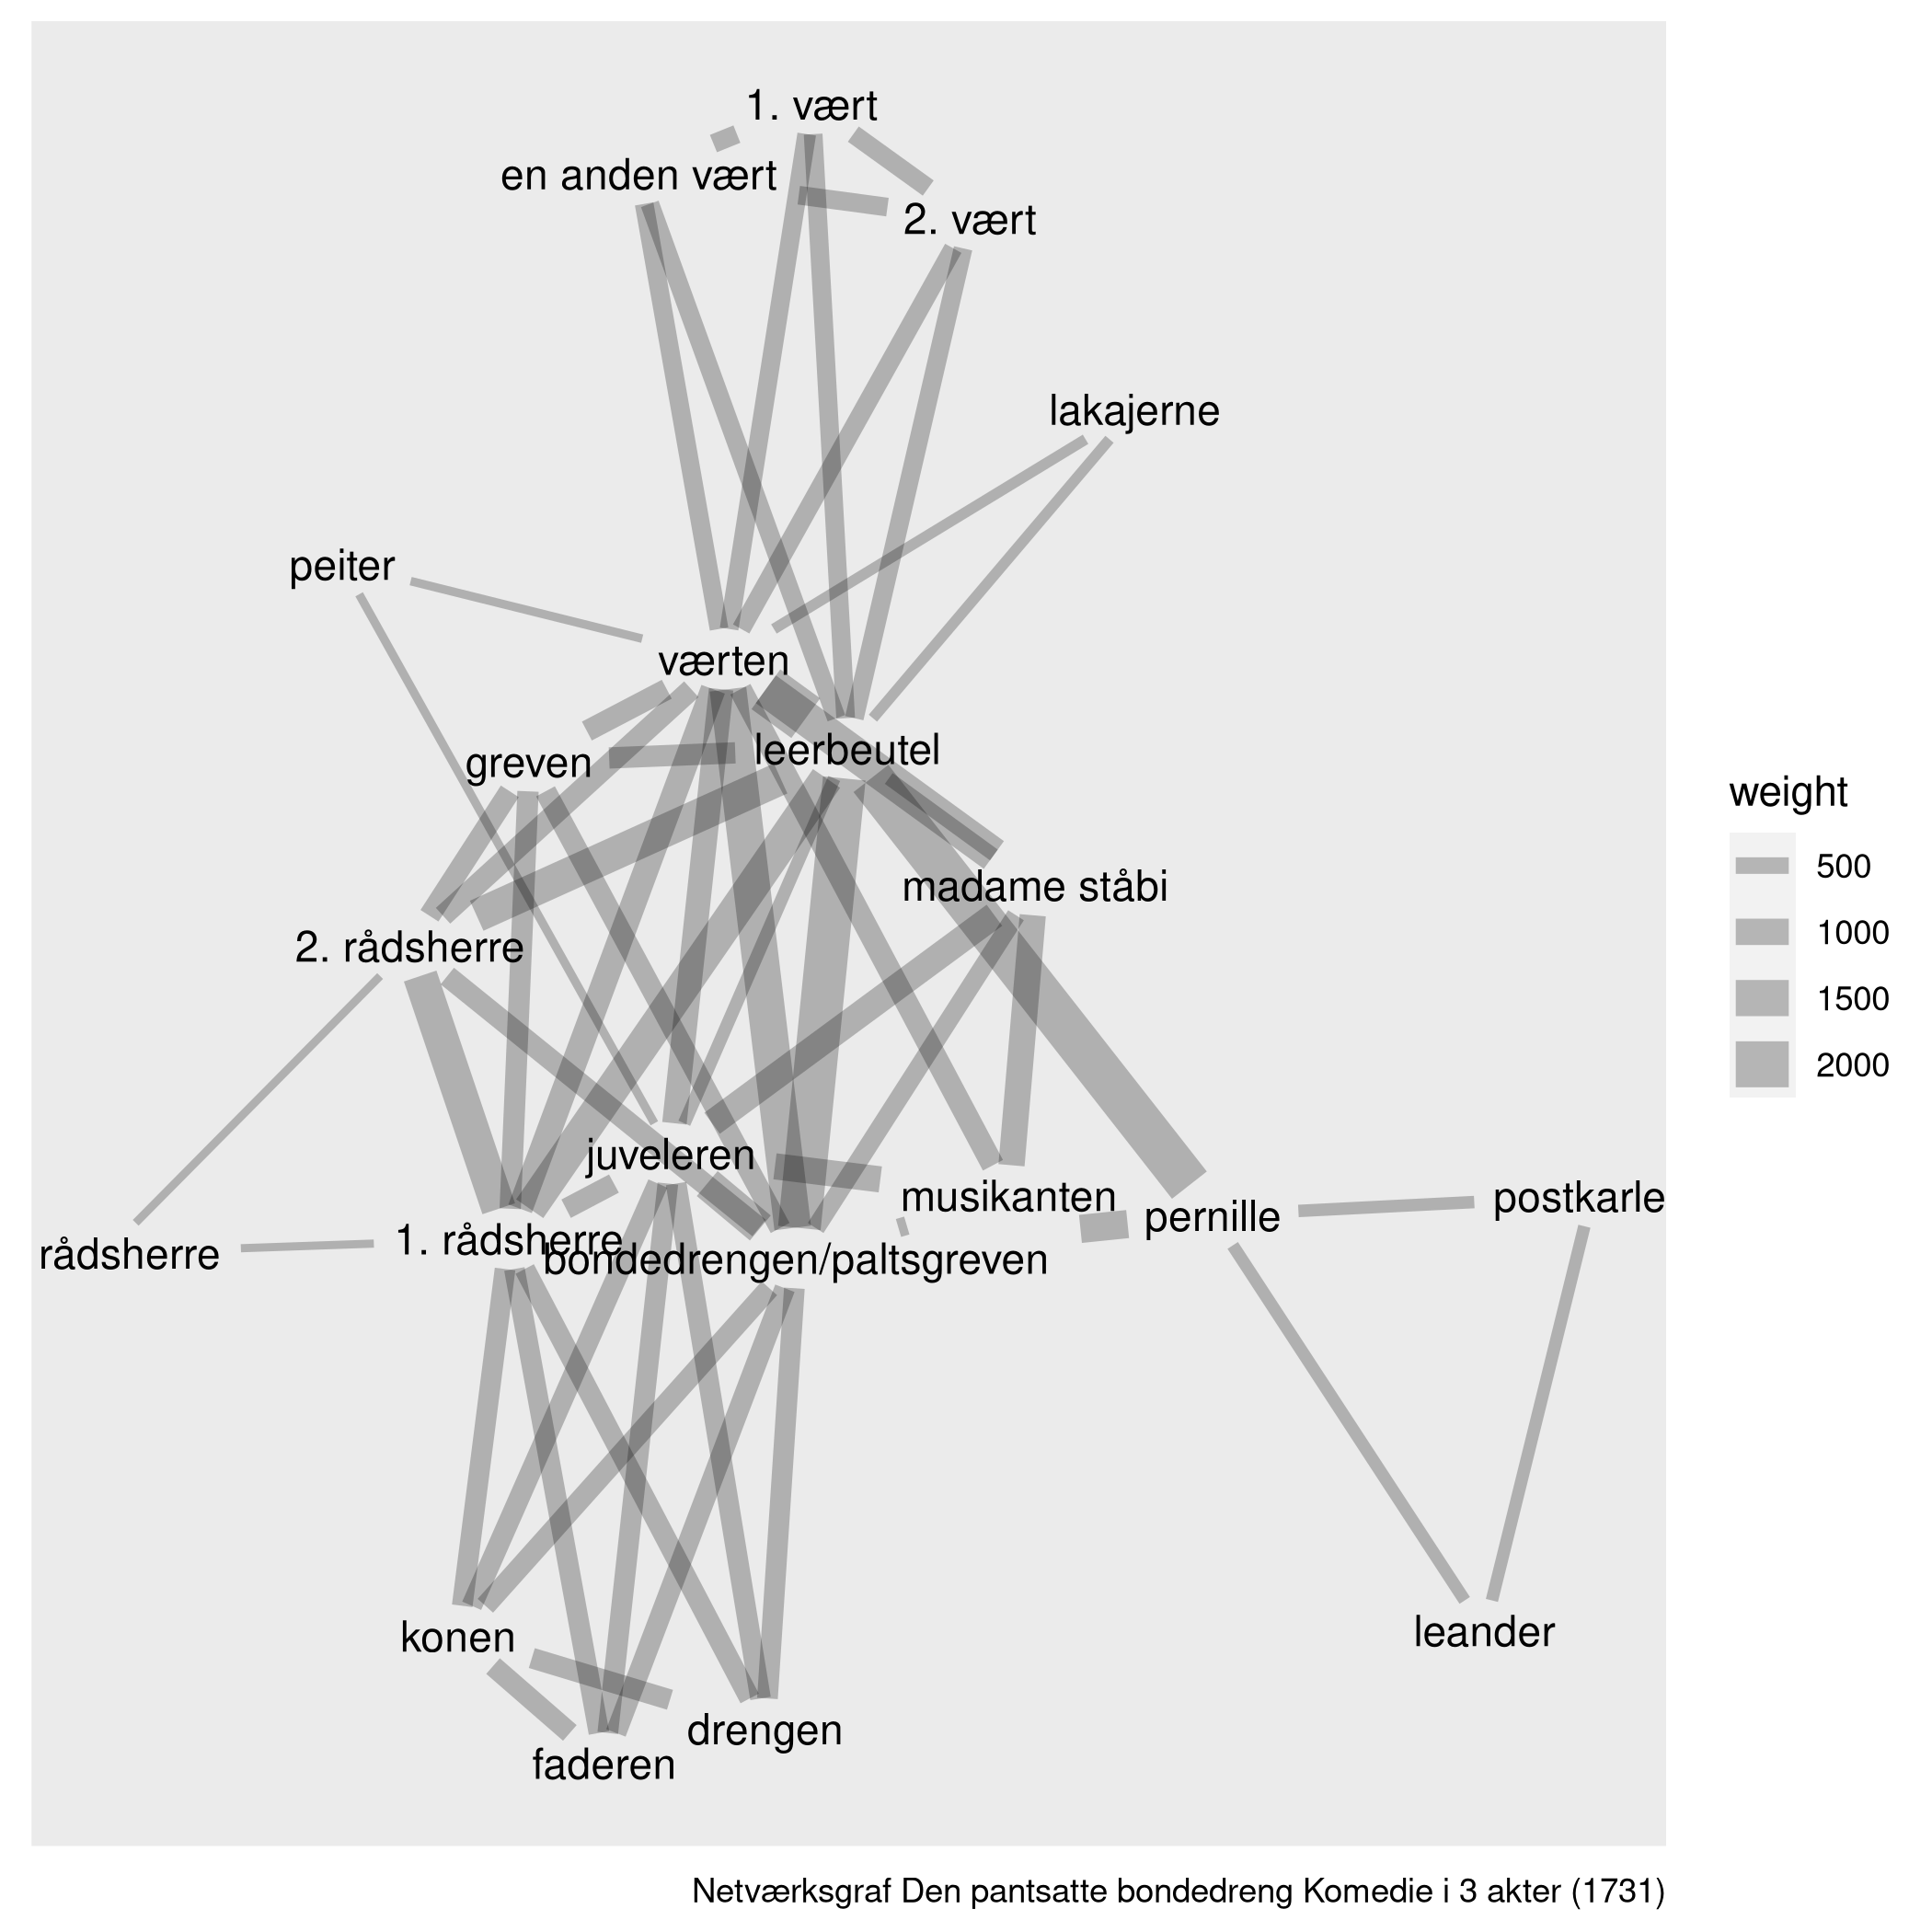 1. vært
en anden vært
2. vært
lakajerne
peiter
værten
leerbeutel
greven
madame ståbi
2. rådsherre
juveleren
musikanten
pernille
postkarle
rådsherre
1. rådsherre
bondedrengen/paltsgreven
konen
leander
drengen
faderen
weight
500
1000
1500
2000
Netværksgraf Den pantsatte bondedreng Komedie i 3 akter (1731)